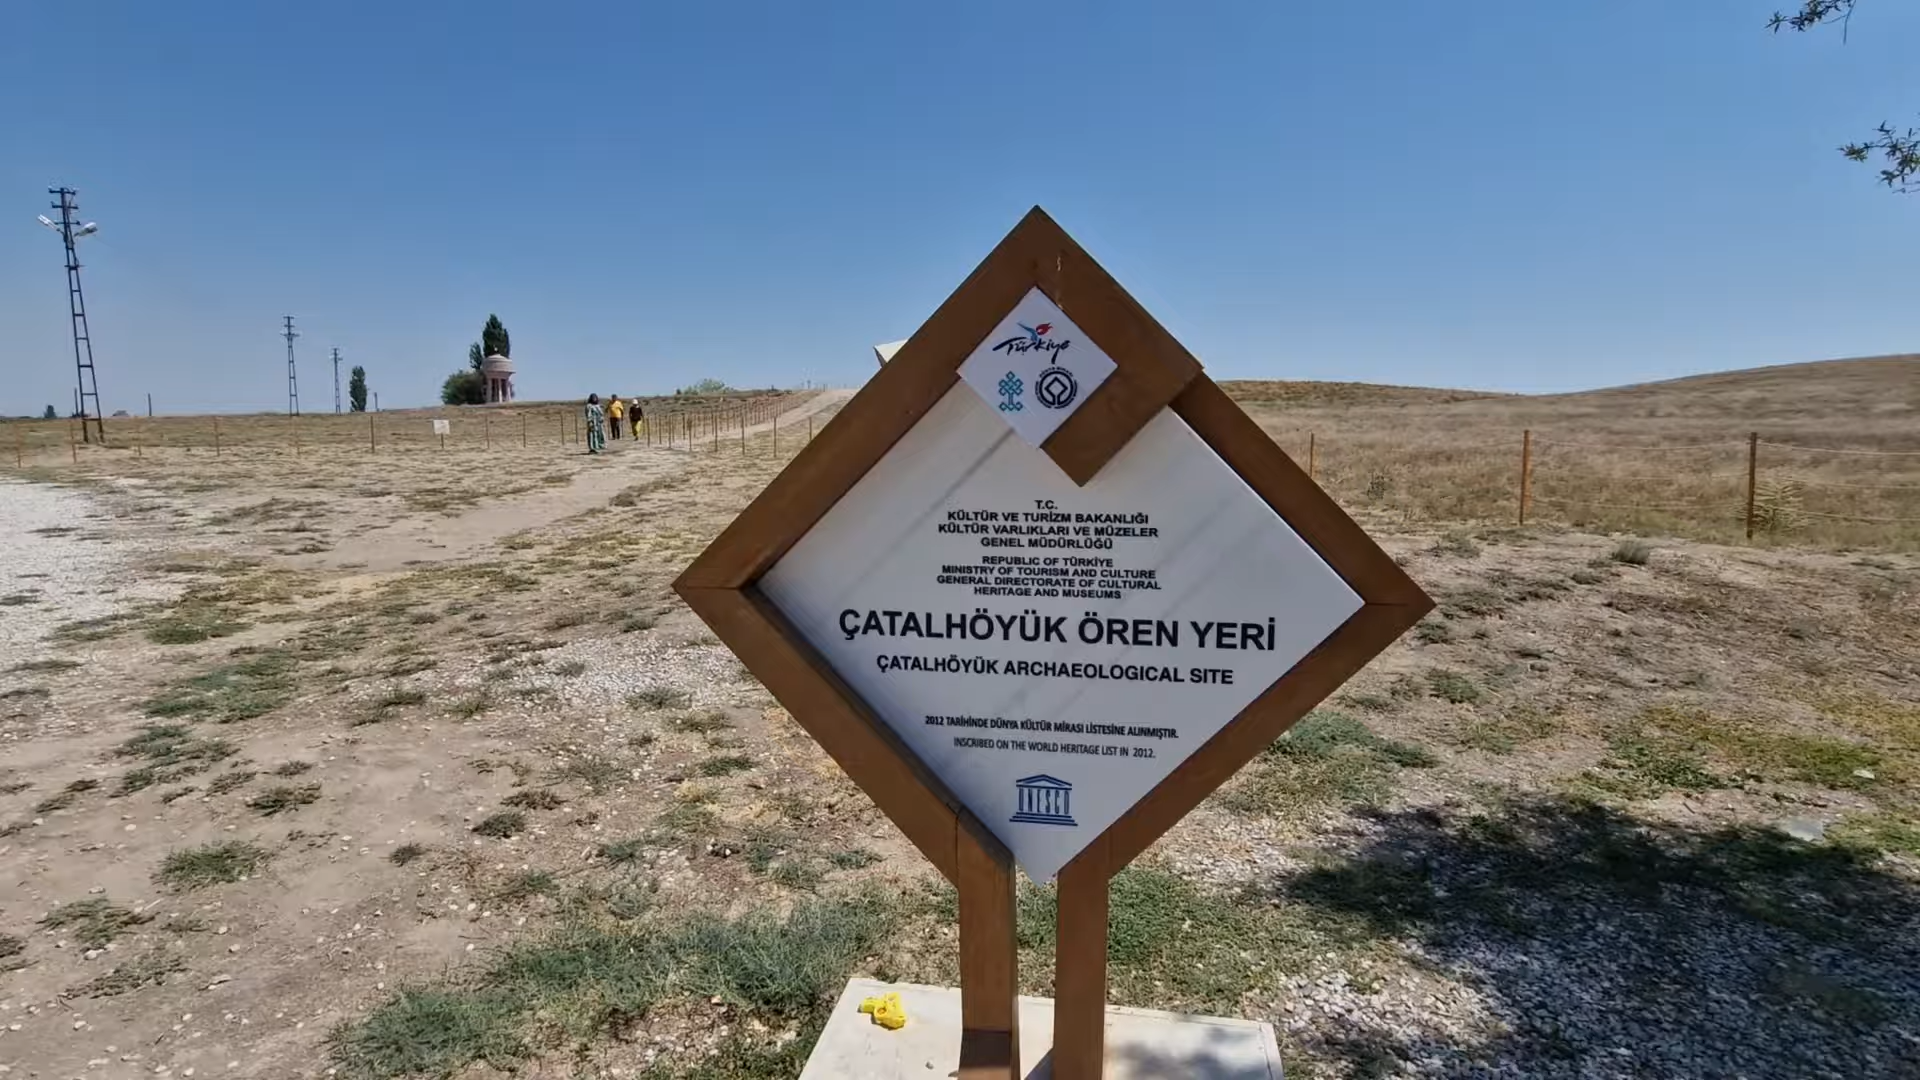 Türkiye
T.C.
KÜLTÜR VE TURİZM BAKANLIĞI
KÜLTÜR VARLIKLARI VE MÜZELER
GENEL MÜDÜRLÜĞÜ
REPUBLIC OF TÜRKİYE
MINISTRY OF TOURISM AND CULTURE
GENERAL DIRECTORATE OF CULTURAL
HERITAGE AND MUSEUMS
ÇATALHÖYÜK ÖREN YERİ
ÇATALHÖYÜK ARCHAEOLOGICAL SITE
2012 TARİHİNDE DÜNYA KÜLTÜR MİRASI LİSTESİNE ALINMIŞTIR.
INSCRIBED ON THE WORLD HERITAGE LIST IN 2012.
UNESCO